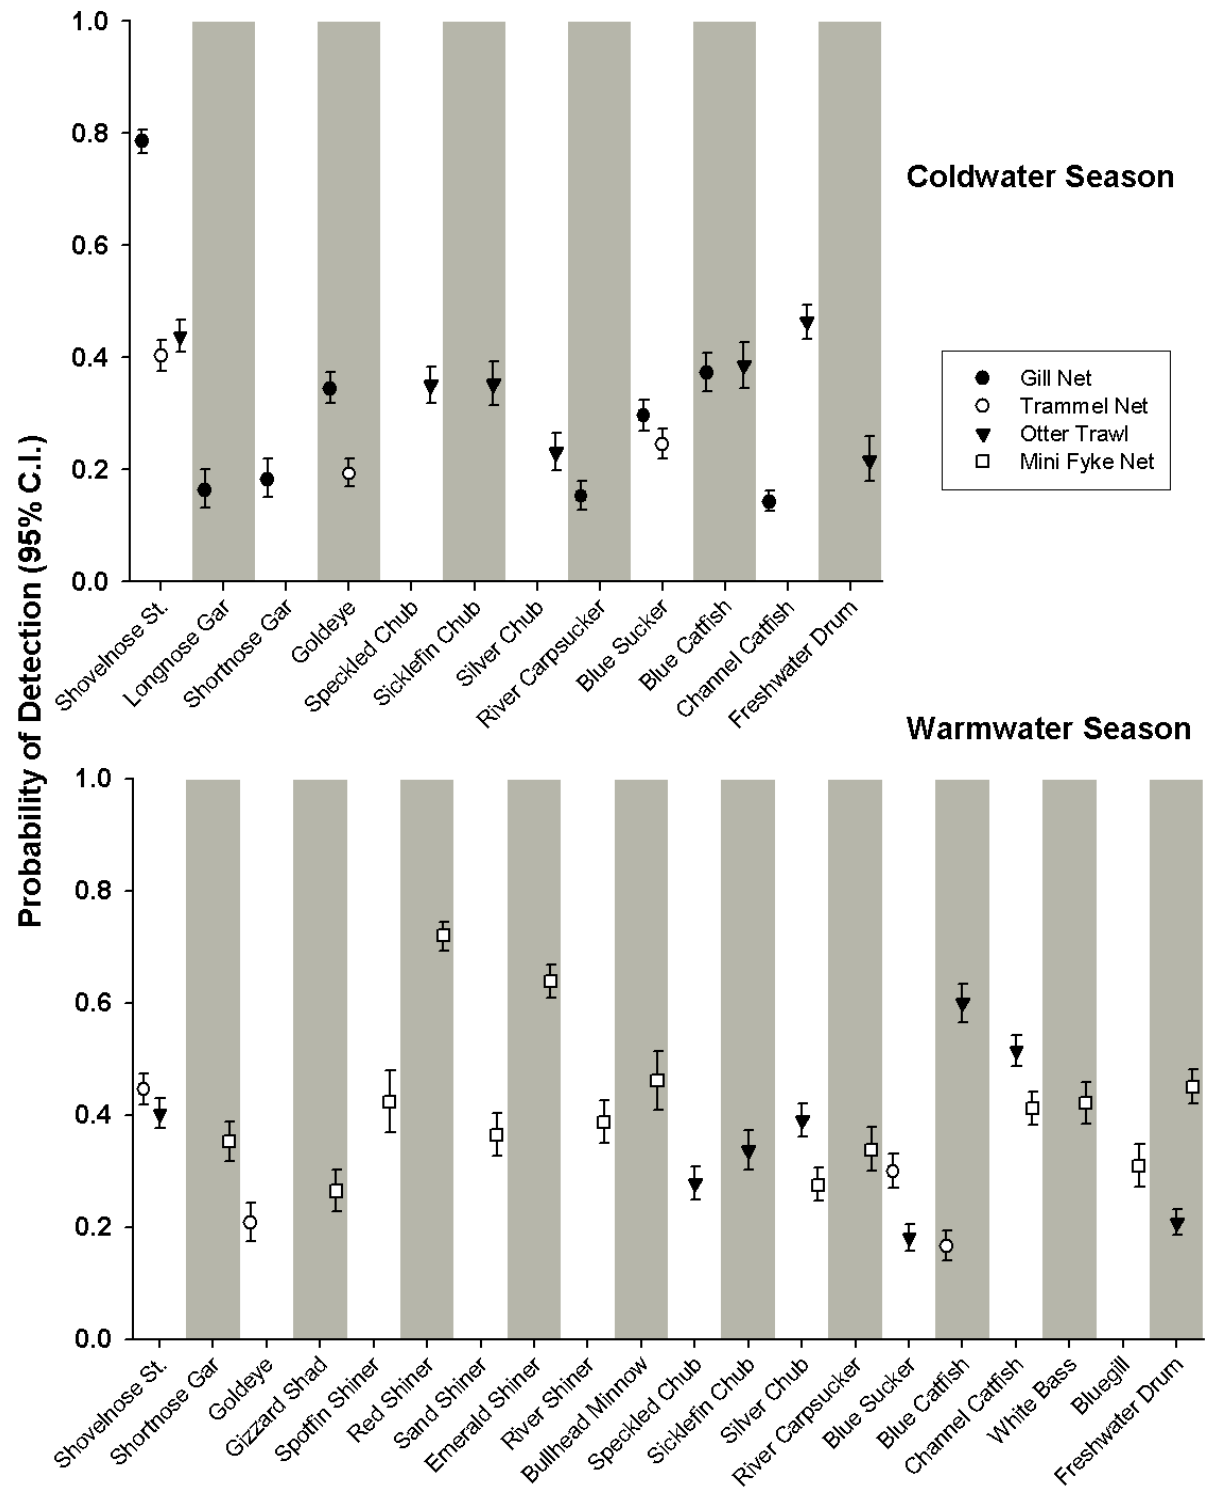 Probability of Detection (95% C.I.)
1.0
0.8
0.6
0.4
0.2
0.0
Coldwater Season
Gill Net
Trammel Net
Otter Trawl
Mini Fyke Net
Shovelnose St.
Longnose Gar
Shortnose Gar
Goldeye
Speckled Chub
Sicklefin Chub
Silver Chub
River Carpsucker
Blue Sucker
Blue Catfish
Channel Catfish
Freshwater Drum
Warmwater Season
1.0
0.8
0.6
0.4
0.2
0.0
Shovelnose St.
Shortnose Gar
Goldeye
Gizzard Shad
Spotfin Shiner
Red Shiner
Sand Shiner
Emerald Shiner
River Shiner
Bullhead Minnow
Speckled Chub
Sicklefin Chub
Silver Chub
River Carpsucker
Blue Sucker
Blue Catfish
Channel Catfish
White Bass
Bluegill
Freshwater Drum